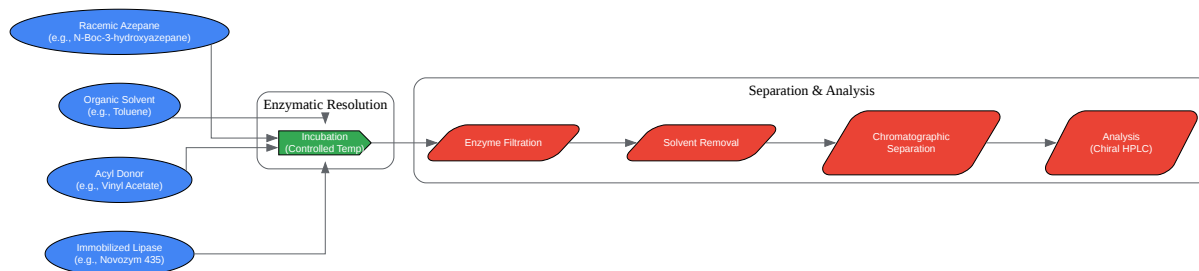 Racemic Azepane
(e.g., N-Boc-3-hydroxyazepane)
Organic Solvent
(e.g., Toluene)
Acyl Donor
(e.g., Vinyl Acetate)
Immobilized Lipase
(e.g., Novozym 435)
Enzymatic Resolution
Incubation
(Controlled Temp)
Separation & Analysis
Enzyme Filtration
Solvent Removal
Chromatographic
Separation
Analysis
(Chiral HPLC)